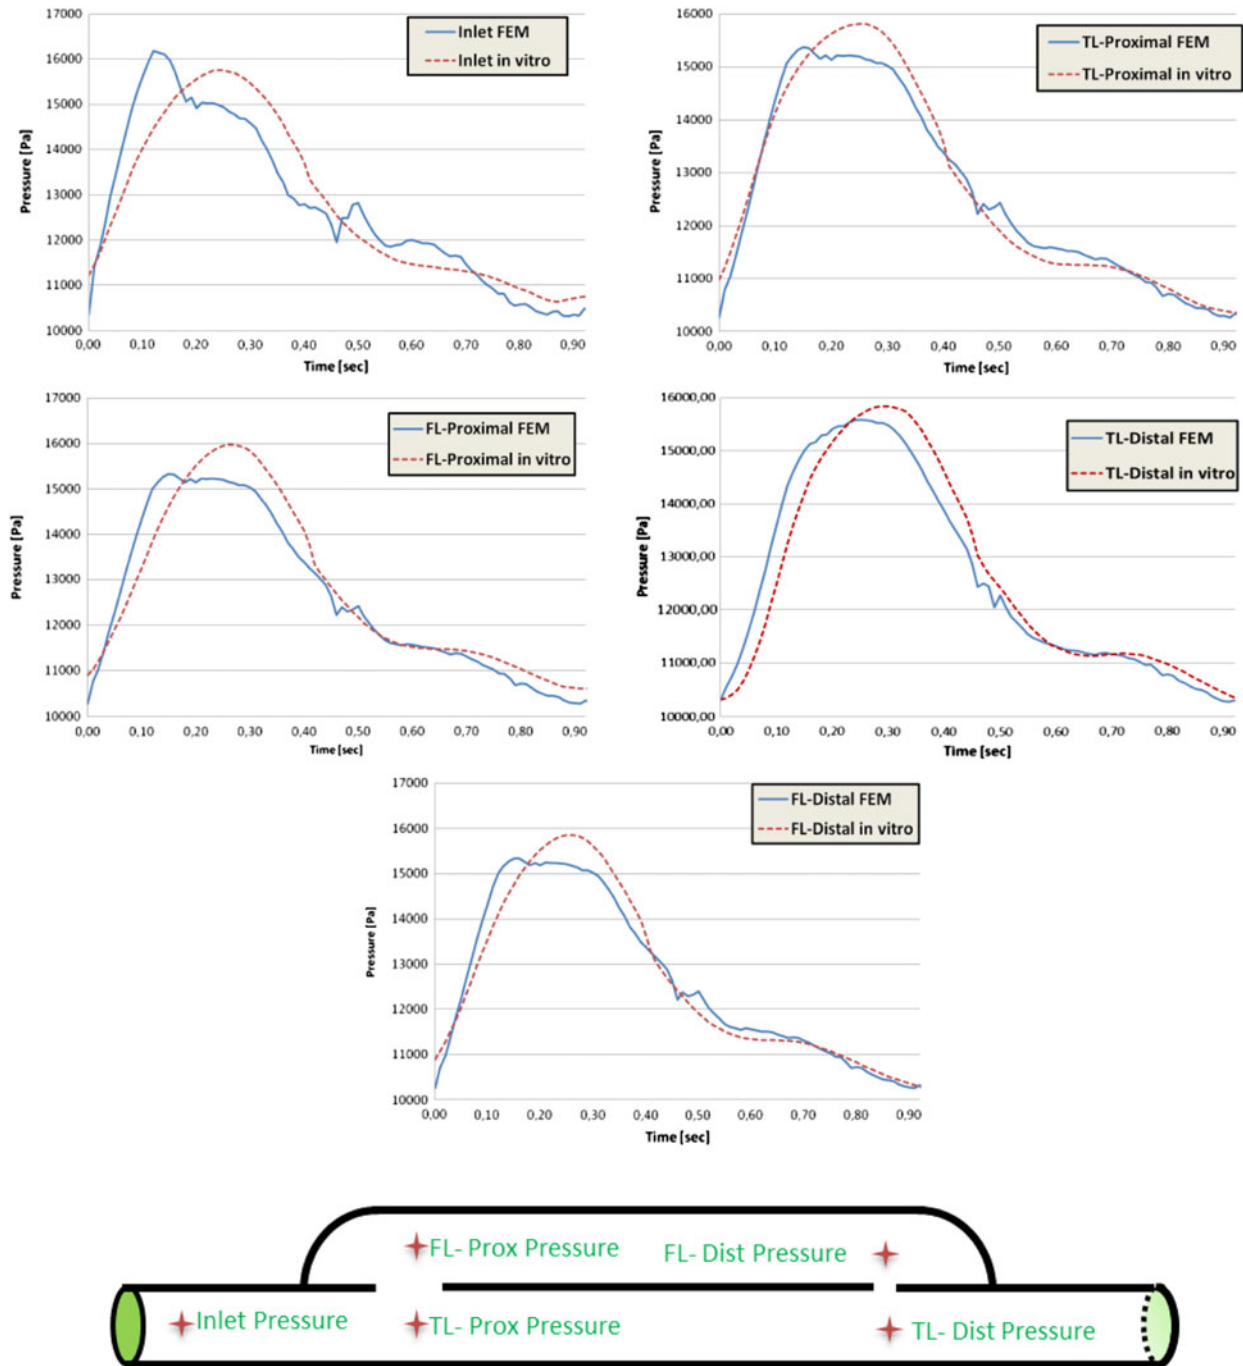 17000
16000
15000
14000
13000
12000
11000
10000
Pressure [Pa]
Inlet FEM
Inlet in vitro
0,00 0,10 0,20 0,30 0,40 0,50 0,60 0,70 0,80 0,90
Time [sec]
16000
15000
14000
13000
12000
11000
10000
Pressure [Pa]
TL-Proximal FEM
TL-Proximal in vitro
0,00 0,10 0,20 0,30 0,40 0,50 0,60 0,70 0,80 0,90
Time [sec]
17000
16000
15000
14000
13000
12000
11000
10000
Pressure [Pa]
FL-Proximal FEM
FL-Proximal in vitro
0,00 0,10 0,20 0,30 0,40 0,50 0,60 0,70 0,80 0,90
Time [sec]
16000,00
15000,00
14000,00
13000,00
12000,00
11000,00
10000,00
Pressure [Pa]
TL-Distal FEM
TL-Distal in vitro
0,00 0,10 0,20 0,30 0,40 0,50 0,60 0,70 0,80 0,90
Time [sec]
17000
16000
15000
14000
13000
12000
11000
10000
Pressure [Pa]
FL-Distal FEM
FL-Distal in vitro
0,00 0,10 0,20 0,30 0,40 0,50 0,60 0,70 0,80 0,90
Time [sec]
FL- Prox Pressure FL- Dist Pressure
Inlet Pressure TL- Prox Pressure TL- Dist Pressure